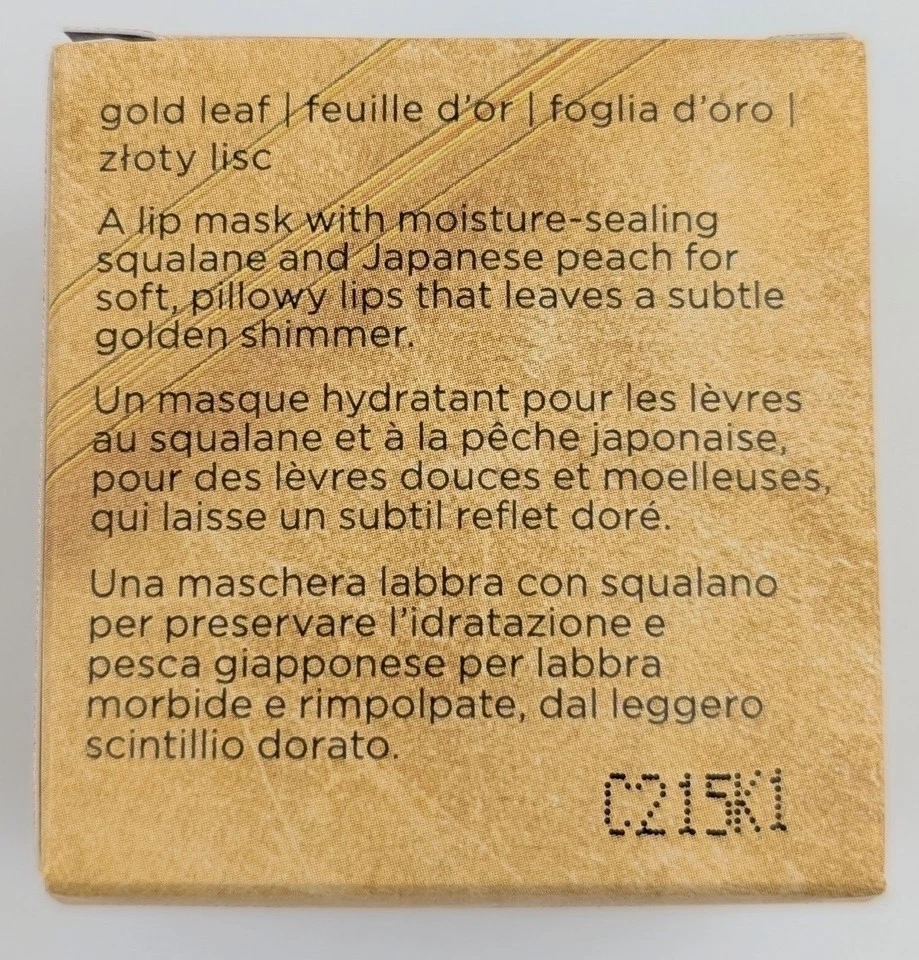 gold leaf | feuille d'or | foglia d'oro |
złoty lisc
A lip mask with moisture-sealing
squalane and Japanese peach for
soft, pillowy lips that leaves a subtle
golden shimmer.
Un masque hydratant pour les lèvres
au squalane et à la pêche japonaise,
pour des lèvres douces et moelleuses,
qui laisse un subtil reflet doré.
Una maschera labbra con squalano
per preservare l'idratazione e
pesca giapponese per labbra
morbide e rimpolpate, dal leggero
scintillio dorato.
C215K1